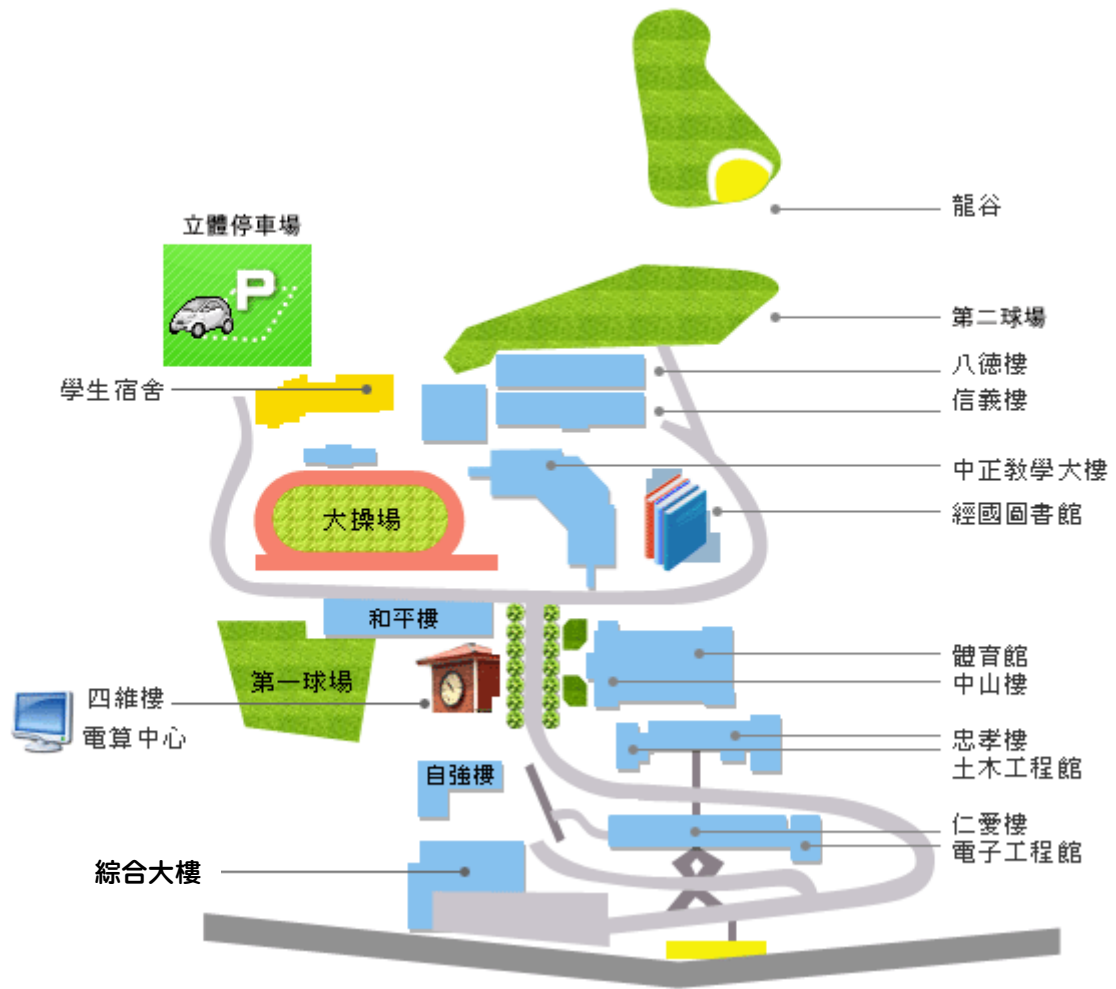 龍谷
立體停車場
P
第二球場
八德樓
學生宿舍
信義樓
中正教學大樓
經國圖書館
大操場
和平樓
體育館
第一球場
中山樓
四維樓
電算中心
忠孝樓
土木工程館
自強樓
仁愛樓
電子工程館
綜合大樓